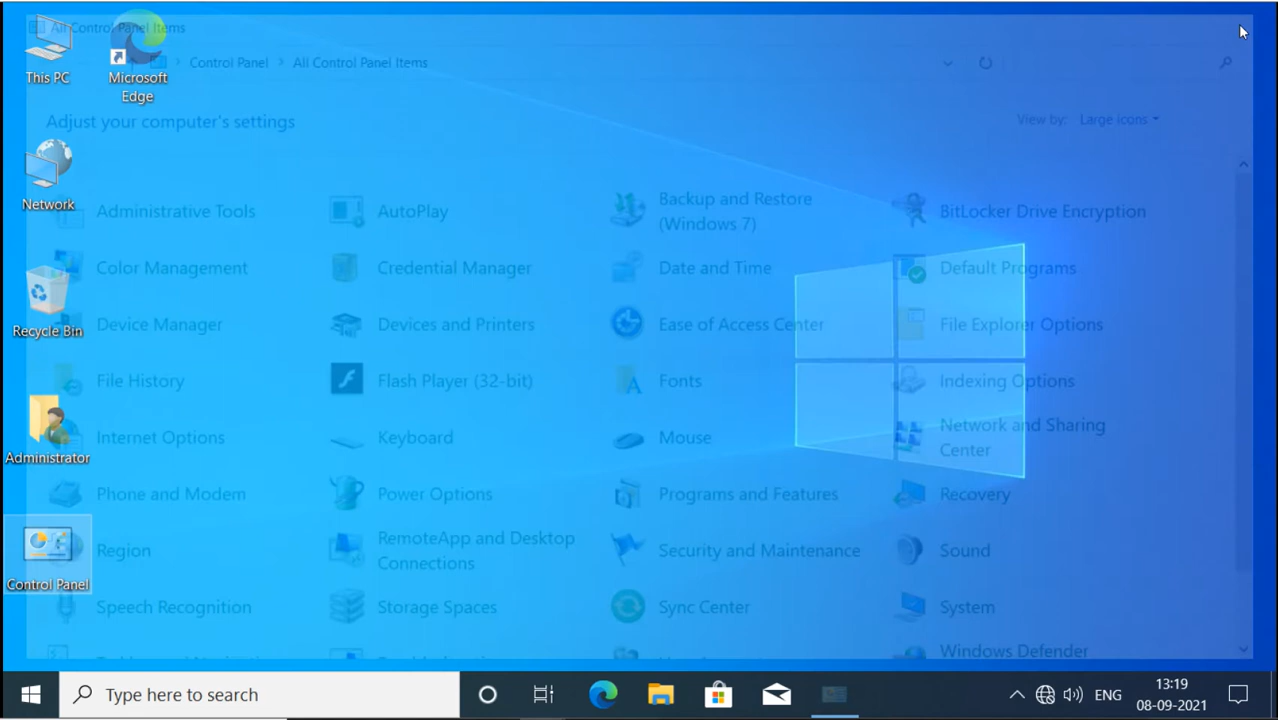 All Control Panel Items
This PC
Microsoft
Edge
Control Panel > All Control Panel Items
Adjust your computer's settings
View by: Large icons
Network
Administrative Tools
AutoPlay
Backup and Restore
(Windows 7)
BitLocker Drive Encryption
Color Management
Credential Manager
Date and Time
Default Programs
Recycle Bin
Device Manager
Devices and Printers
Ease of Access Center
File Explorer Options
File History
Flash Player (32-bit)
Fonts
Indexing Options
Administrator
Internet Options
Keyboard
Mouse
Network and Sharing
Center
Phone and Modem
Power Options
Programs and Features
Recovery
Control Panel
Region
RemoteApp and Desktop
Connections
Security and Maintenance
Sound
Speech Recognition
Storage Spaces
Sync Center
System
Windows Defender
Type here to search
ENG
13:19
08-09-2021